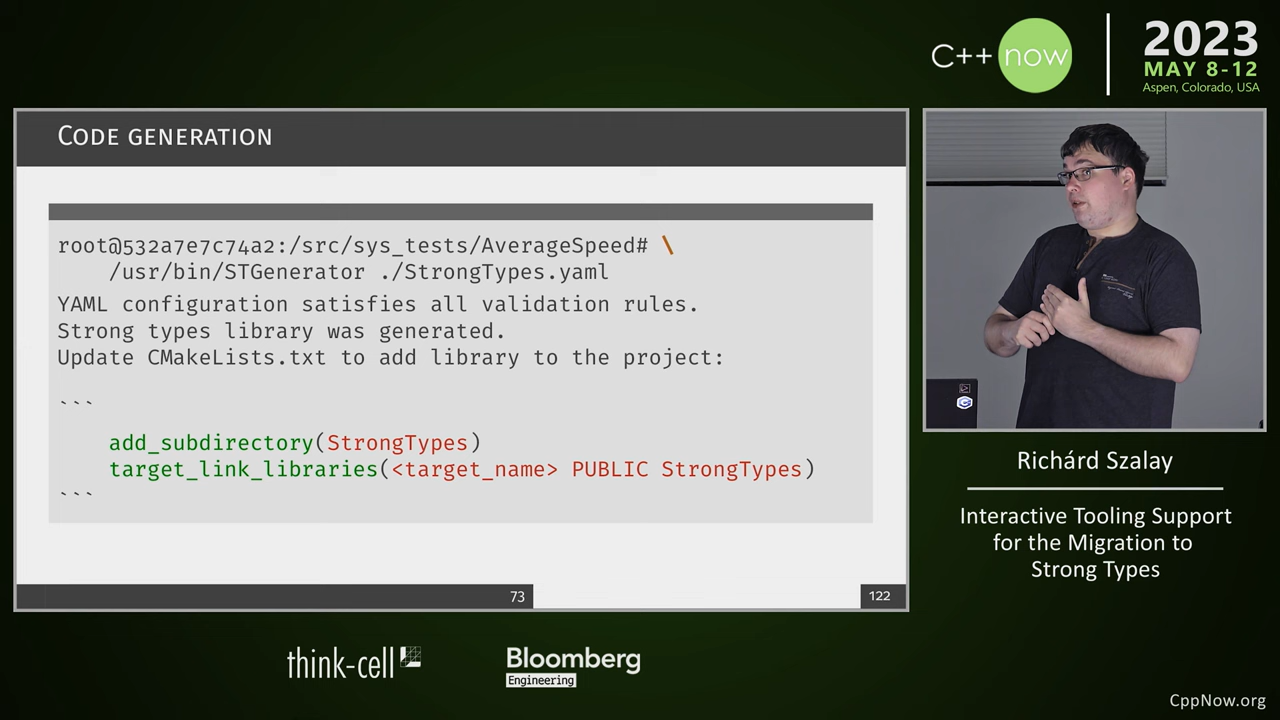 C++ now
2023
MAY 8-12
Aspen, Colorado, USA
CODE GENERATION
root@532a7e7c74a2:/src/sys_tests/AverageSpeed# \
/usr/bin/STGenerator ./StrongTypes.yaml
YAML configuration satisfies all validation rules.
Strong types library was generated.
Update CMakeLists.txt to add library to the project:
```
add_subdirectory(StrongTypes)
target_link_libraries(<target_name> PUBLIC StrongTypes)
```
73
122
Richárd Szalay
Interactive Tooling Support
for the Migration to
Strong Types
think-cell
Bloomberg
Engineering
CppNow.org